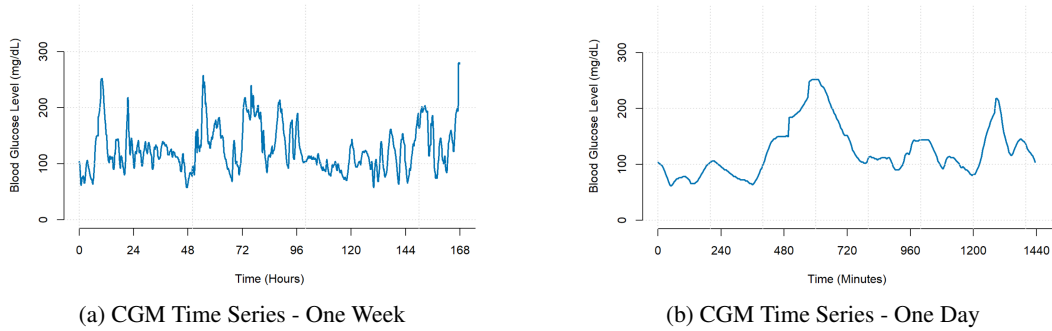 Blood Glucose Level (mg/dL)
300
200
100
0
0 24 48 72 96 120 144 168
Time (Hours)
(a) CGM Time Series - One Week
Blood Glucose Level (mg/dL)
300
200
100
0
0 240 480 720 960 1200 1440
Time (Minutes)
(b) CGM Time Series - One Day